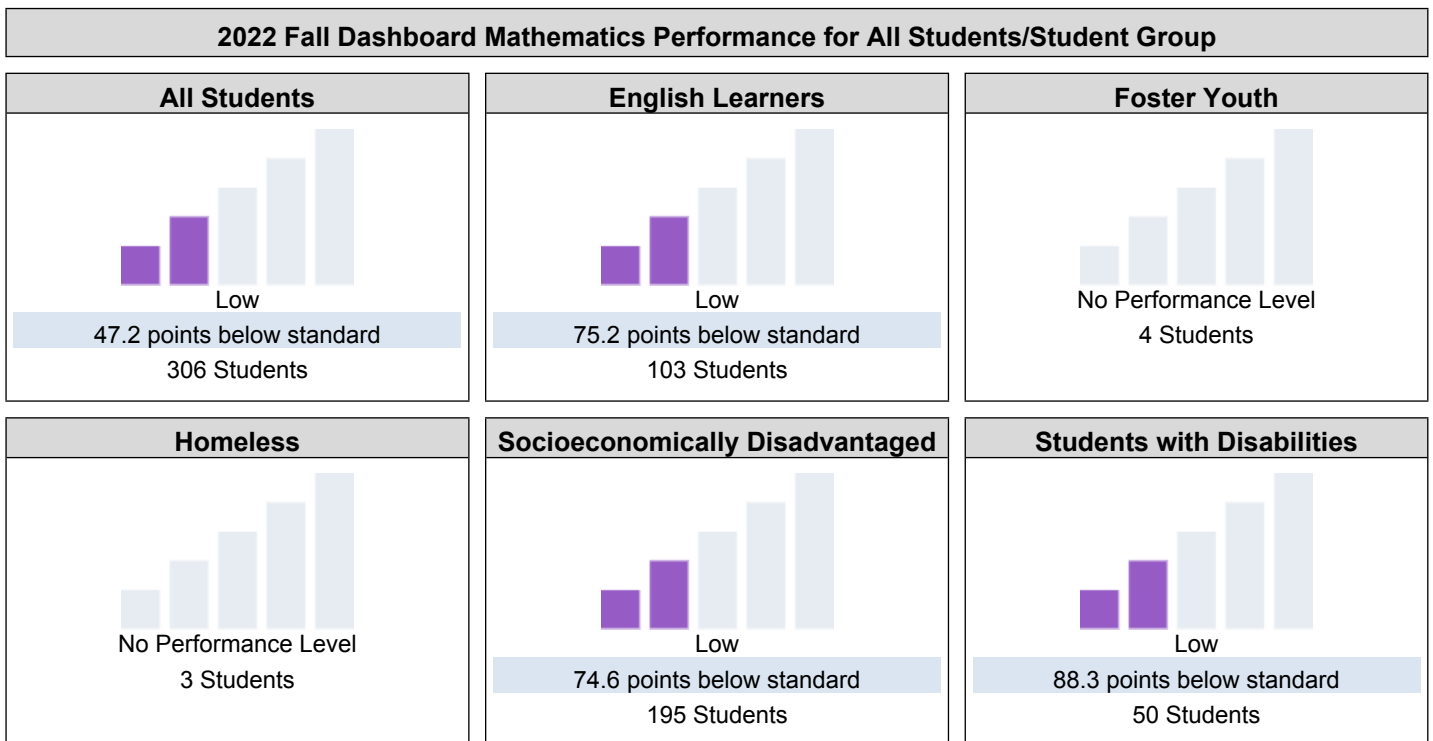 2022 Fall Dashboard Mathematics Performance for All Students/Student Group
All Students
Low
47.2 points below standard
306 Students
English Learners
Low
75.2 points below standard
103 Students
Foster Youth
No Performance Level
4 Students
Homeless
No Performance Level
3 Students
Socioeconomically Disadvantaged
Low
74.6 points below standard
195 Students
Students with Disabilities
Low
88.3 points below standard
50 Students